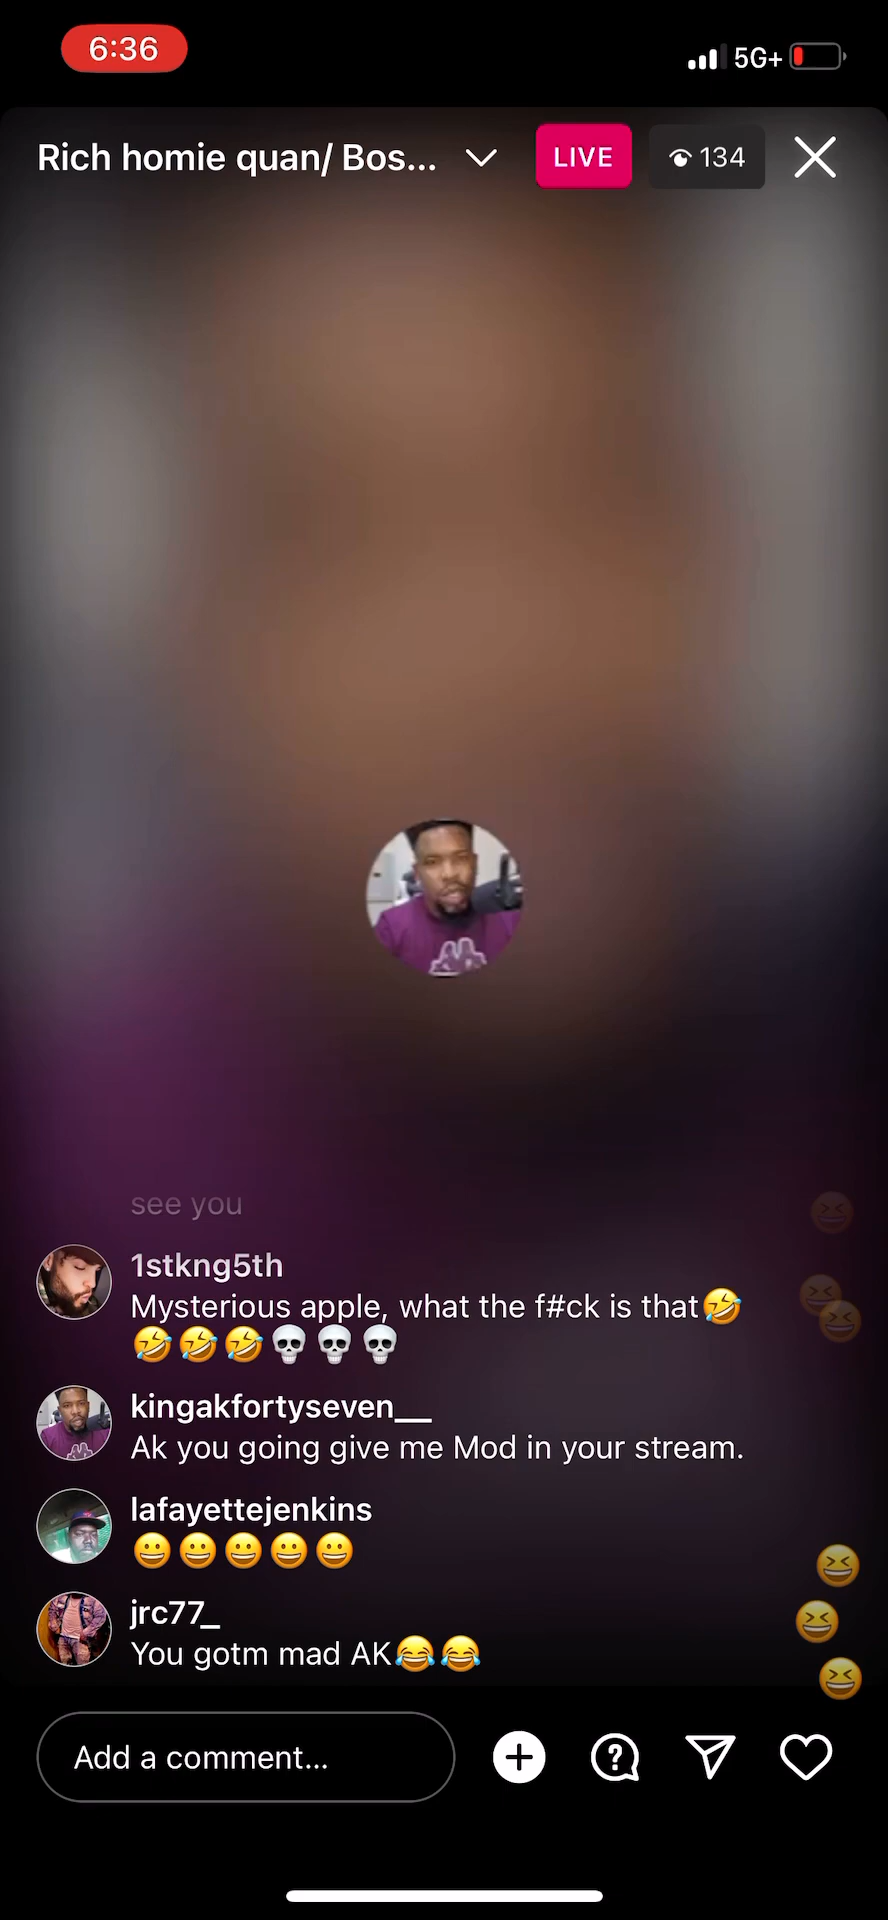 6:36
5G+
Rich homie quan/ Bos...
LIVE
134
see you
1stkng5th
Mysterious apple, what the f#ck is that🤣
🤣🤣🤣💀💀💀
kingakfortyseven__
Ak you going give me Mod in your stream.
lafayettejenkins
😀😀😀😀😀
jrc77_
You gotm mad AK😂😂
Add a comment...